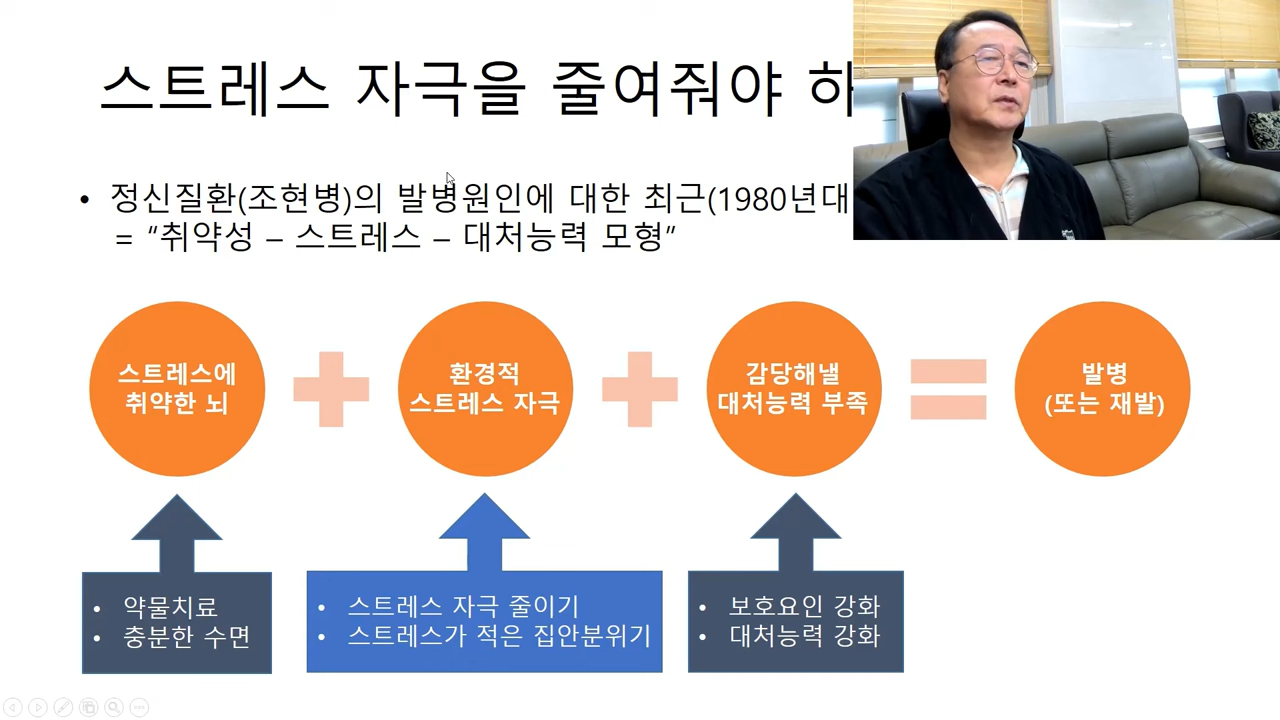 스트레스 자극을 줄여줘야 하
• 정신질환(조현병)의 발병원인에 대한 최근(1980년대
= “취약성 – 스트레스 – 대처능력 모형”
스트레스에
취약한 뇌
환경적
스트레스 자극
감당해낼
대처능력 부족
발병
(또는 재발)
• 약물치료
• 충분한 수면
• 스트레스 자극 줄이기
• 스트레스가 적은 집안분위기
• 보호요인 강화
• 대처능력 강화